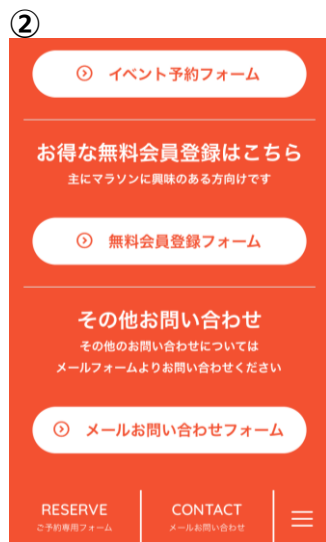 ②
イベント予約フォーム
お得な無料会員登録はこちら
主にマラソンに興味のある方向けです
無料会員登録フォーム
その他お問い合わせ
その他のお問い合わせについては
メールフォームよりお問い合わせください
メールお問い合わせフォーム
RESERVE
ご予約専用フォーム
CONTACT
メールお問い合わせ